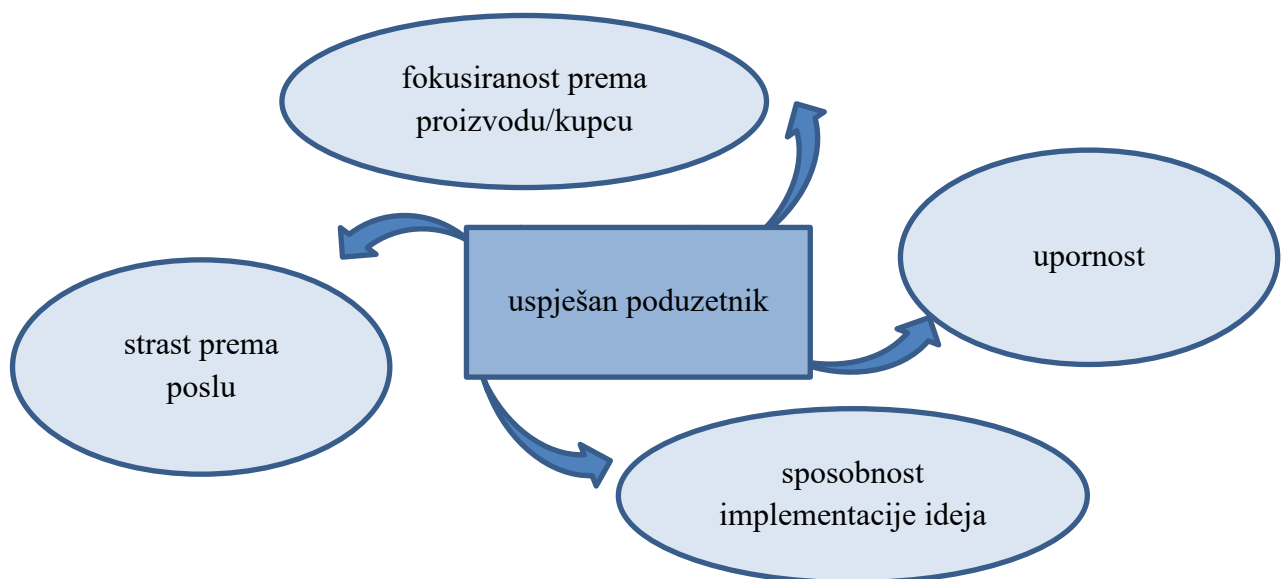 fokusiranost prema
proizvodu/kupcu
upornost
uspješan poduzetnik
strast prema
poslu
sposobnost
implementacije ideja